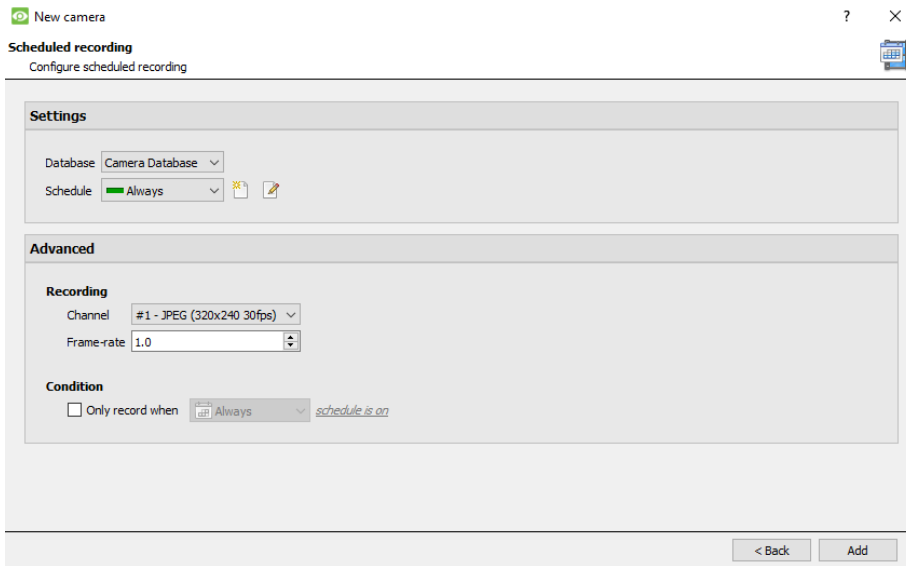 New camera
?
Scheduled recording
Configure scheduled recording
Settings
Database Camera Database
Schedule Always
Advanced
Recording
Channel #1 - JPEG (320x240 30fps)
Frame-rate 1.0
Condition
Only record when Always schedule is on
< Back Add